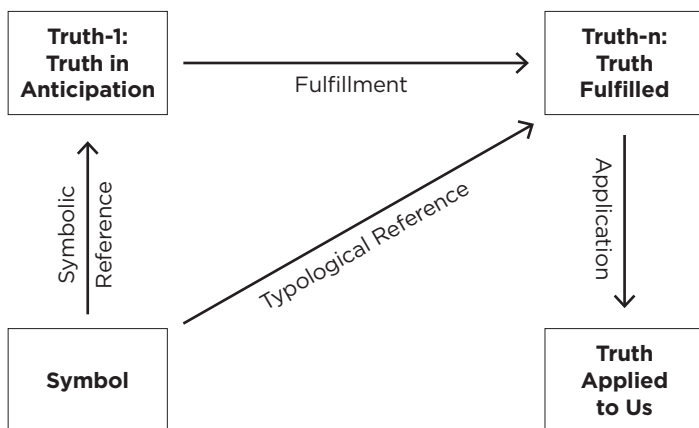 Truth-1:
Truth in
Anticipation
Fulfillment
Truth-n:
Truth
Fulfilled
Symbolic
Reference
Typological Reference
Application
Symbol
Truth
Applied
to Us